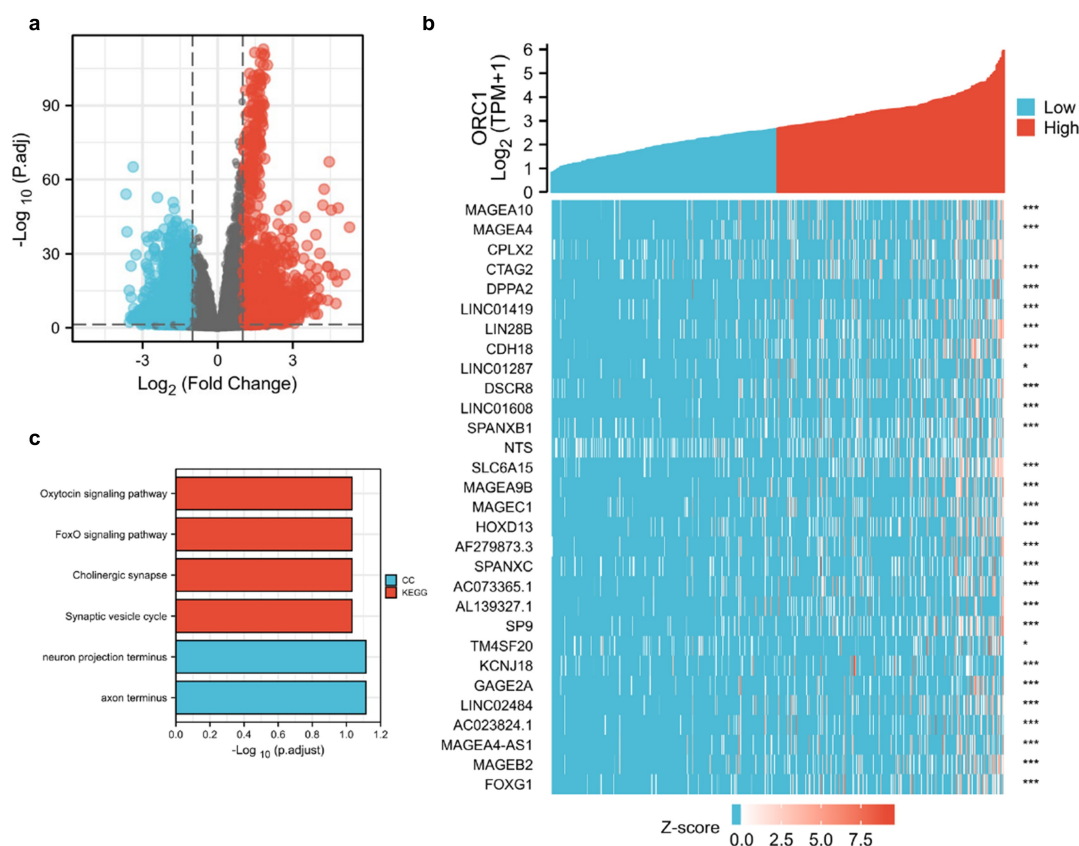 a
-Log 10 (P.adj)
90
60
30
0
-3 0 3
Log2 (Fold Change)
b
ORC1
Log2 (TPM+1)
6
5
4
3
2
1
0
Low
High
MAGEA10 ***
MAGEA4 ***
CPLX2
CTAG2 ***
DPPA2 ***
LINC01419 ***
LIN28B ***
CDH18 ***
LINC01287 *
DSCR8 ***
LINC01608 ***
SPANXB1 ***
NTS
SLC6A15 ***
MAGEA9B ***
MAGEC1 ***
HOXD13 ***
AF279873.3 ***
SPANXC ***
AC073365.1 ***
AL139327.1 ***
SP9 ***
TM4SF20 *
KCNJ18 ***
GAGE2A ***
LINC02484 ***
AC023824.1 ***
MAGEA4-AS1 ***
MAGEB2 ***
FOXG1 ***
Z-score
0.0 2.5 5.0 7.5
c
Oxytocin signaling pathway
FoxO signaling pathway
Cholinergic synapse
Synaptic vesicle cycle
neuron projection terminus
axon terminus
CC
KEGG
0.0 0.2 0.4 0.6 0.8 1.0 1.2
-Log 10 (p.adjust)